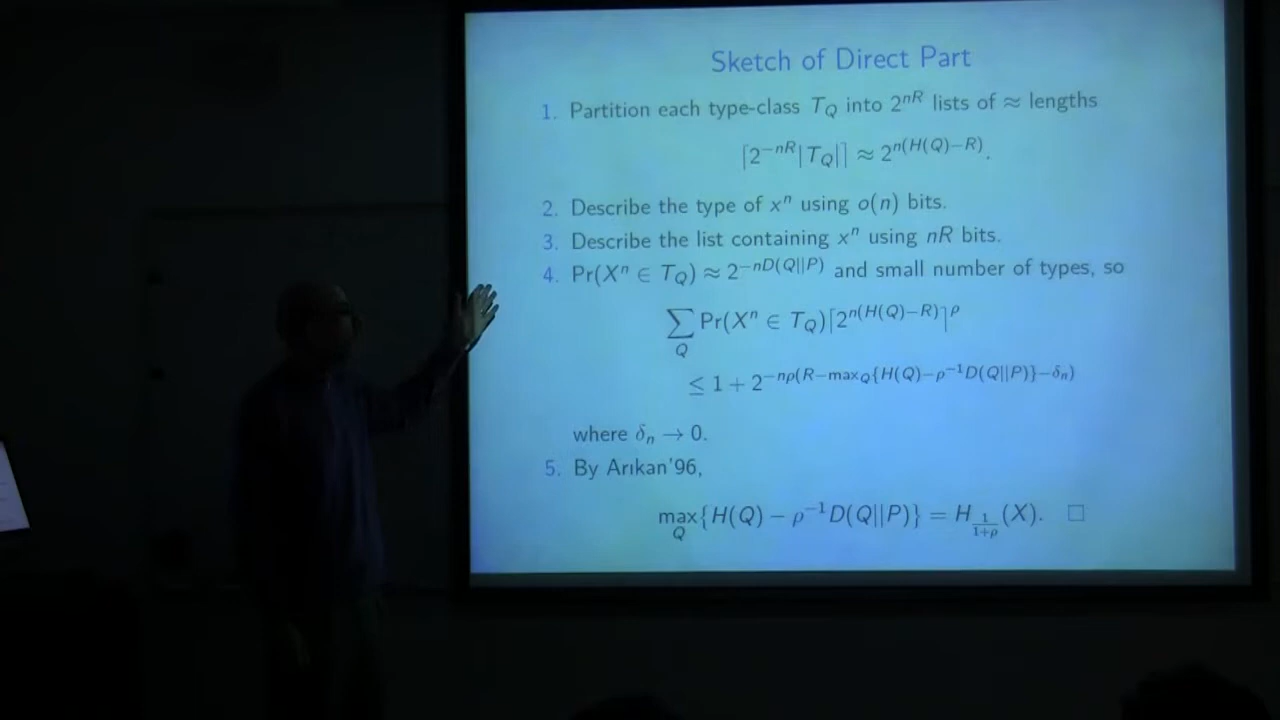 Sketch of Direct Part
1. Partition each type-class T_Q into 2^{nR} lists of ≈ lengths
⌈2^{−nR}|T_Q|⌉ ≈ 2^{n(H(Q)−R)}.
2. Describe the type of x^n using o(n) bits.
3. Describe the list containing x^n using nR bits.
4. Pr(X^n ∈ T_Q) ≈ 2^{−nD(Q||P)} and small number of types, so
∑_Q Pr(X^n ∈ T_Q)⌈2^{n(H(Q)−R)}⌉^ρ
≤ 1 + 2^{−nρ(R−max_Q{H(Q)−ρ^{−1}D(Q||P)}−δ_n)}
where δ_n → 0.
5. By Arıkan'96,
max_Q{H(Q) − ρ^{−1}D(Q||P)} = H_{\frac{1}{1+ρ}}(X). □